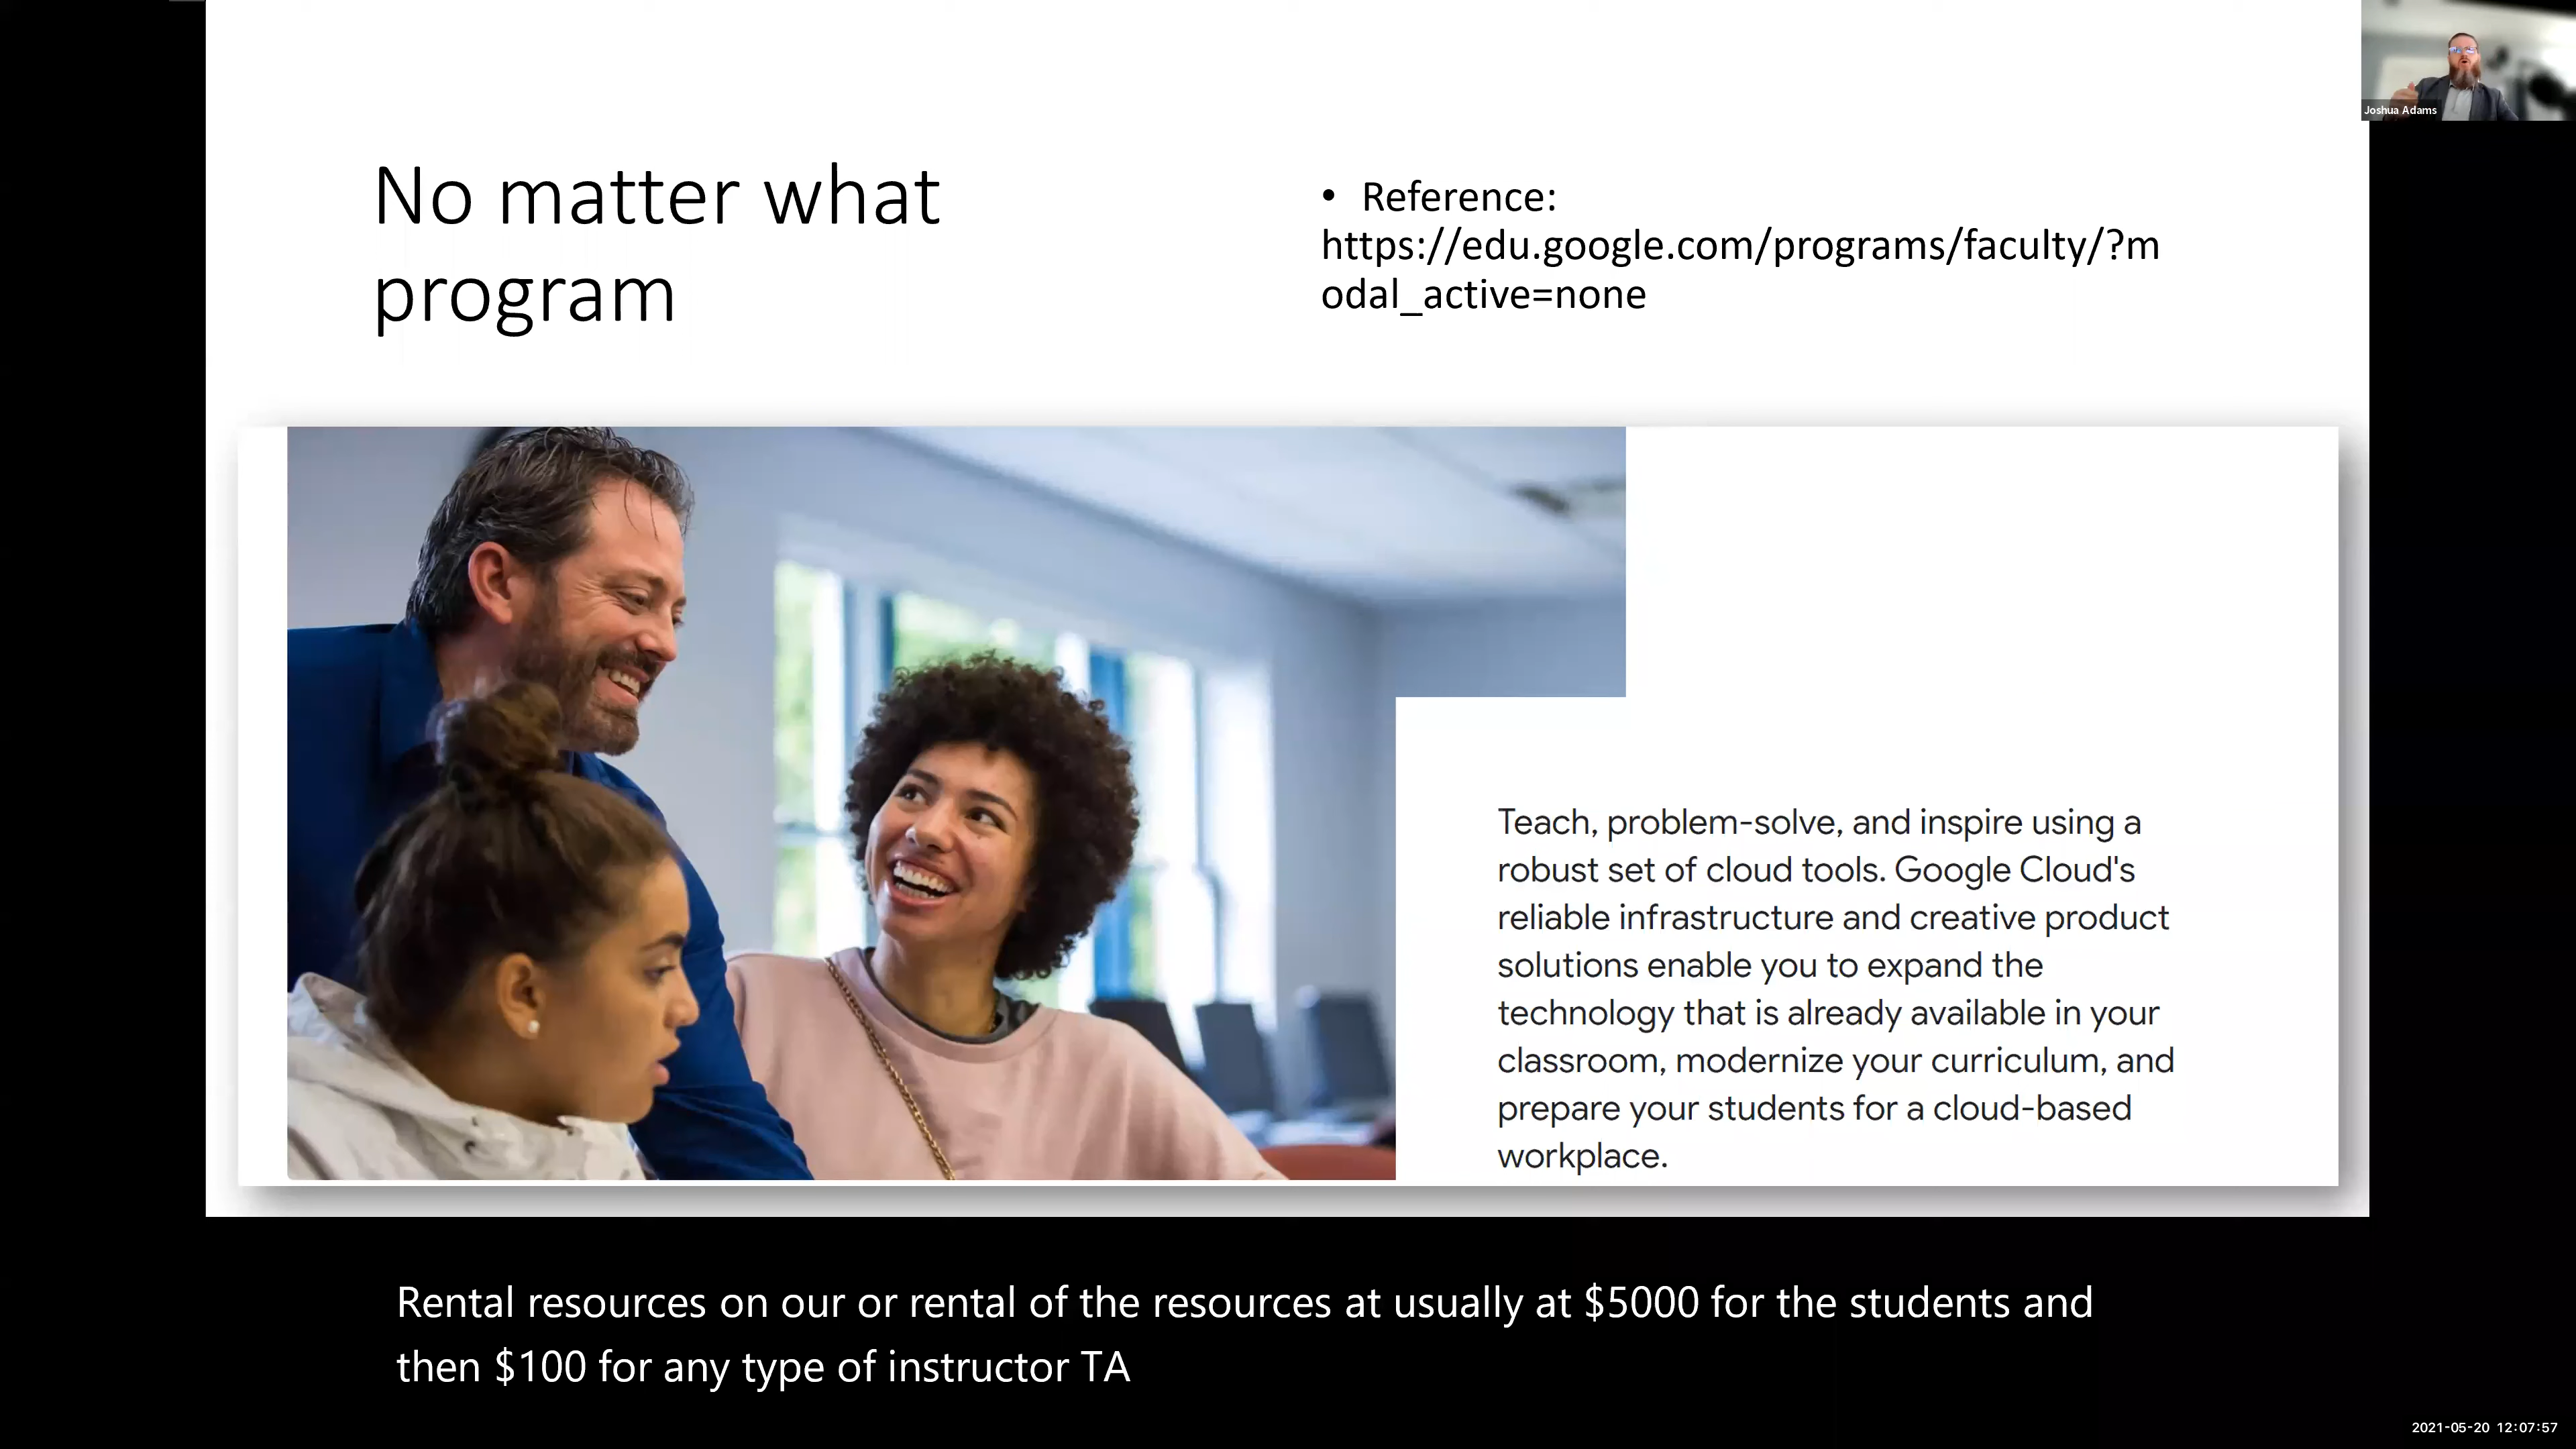 No matter what
program
• Reference:
https://edu.google.com/programs/faculty/?m
odal_active=none
Joshua Adams
Teach, problem-solve, and inspire using a
robust set of cloud tools. Google Cloud's
reliable infrastructure and creative product
solutions enable you to expand the
technology that is already available in your
classroom, modernize your curriculum, and
prepare your students for a cloud-based
workplace.
Rental resources on our or rental of the resources at usually at $5000 for the students and
then $100 for any type of instructor TA
2021-05-20 12:07:57